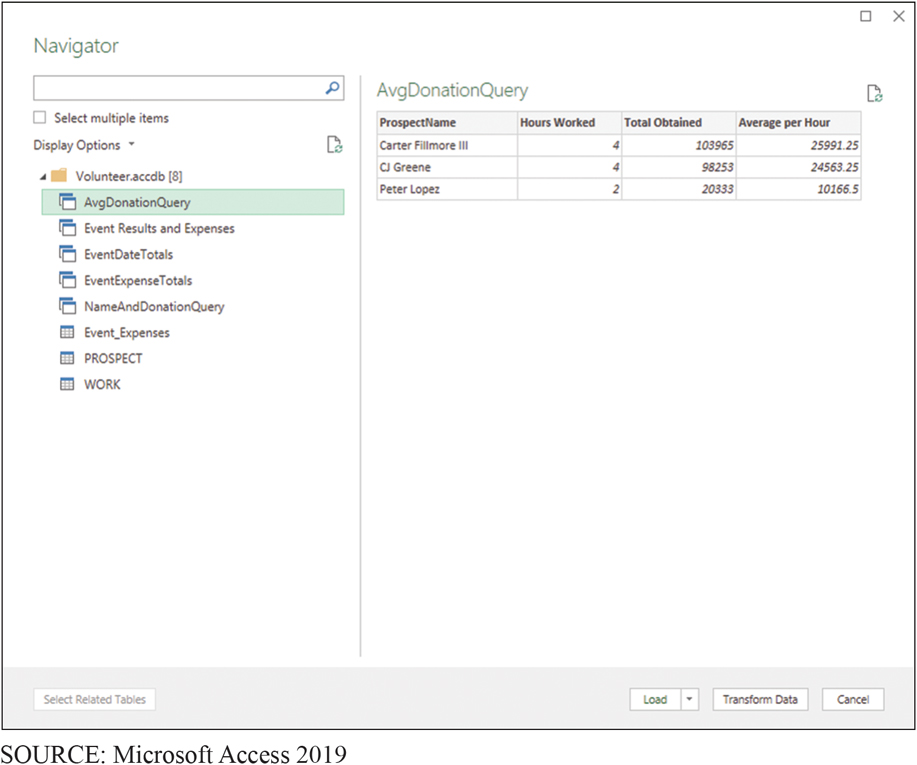 Navigator
Select multiple items
Display Options
Volunteer.accdb [8]
AvgDonationQuery
Event Results and Expenses
EventDateTotals
EventExpenseTotals
NameAndDonationQuery
Event_Expenses
PROSPECT
WORK
AvgDonationQuery
ProspectName Hours Worked Total Obtained Average per Hour
Carter Fillmore III 4 103965 25991.25
CJ Greene 4 98253 24563.25
Peter Lopez 2 20333 10166.5
Select Related Tables Load Transform Data Cancel
SOURCE: Microsoft Access 2019